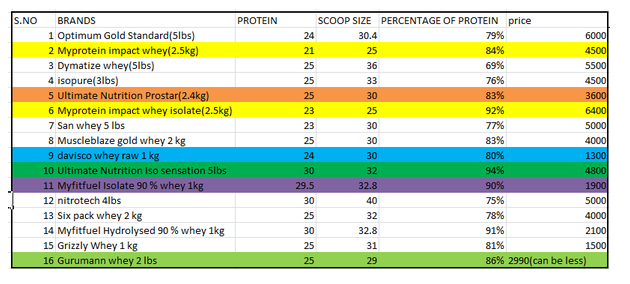 S.NO BRANDS PROTEIN SCOOP SIZE PERCENTAGE OF PROTEIN price
1 Optimum Gold Standard(5lbs) 24 30.4 79% 6000
2 Myprotein impact whey(2.5kg) 21 25 84% 4500
3 Dymatize whey(5lbs) 25 36 69% 5500
4 isopure(3lbs) 25 33 76% 4500
5 Ultimate Nutrition Prostar(2.4kg) 25 30 83% 3600
6 Myprotein impact whey isolate(2.5kg) 23 25 92% 6400
7 San whey 5 lbs 23 30 77% 5000
8 Muscleblaze gold whey 2 kg 25 30 83% 4000
9 davisco whey raw 1 kg 24 30 80% 1300
10 Ultimate Nutrition Iso sensation 5lbs 30 32 94% 4800
11 Myfitfuel Isolate 90 % whey 1kg 29.5 32.8 90% 1900
12 nitrotech 4lbs 30 40 75% 5000
13 Six pack whey 2 kg 25 32 78% 4000
14 Myfitfuel Hydrolysed 90 % whey 1kg 30 32.8 91% 2100
15 Grizzly Whey 1 kg 25 31 81% 1500
16 Gurumann whey 2 lbs 25 29 86% 2990(can be less)